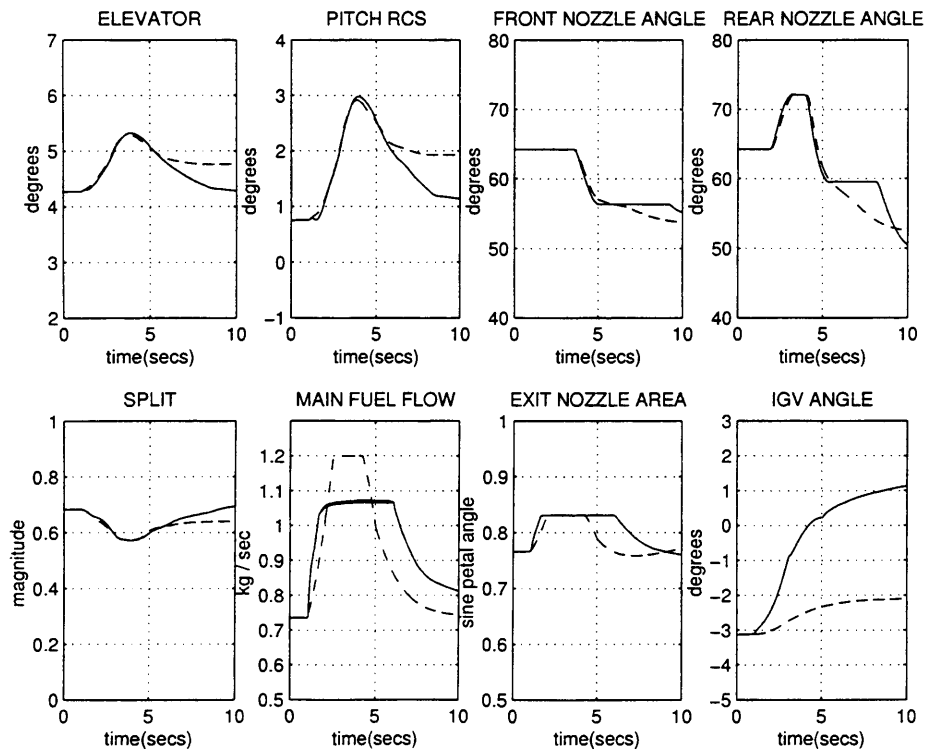 ELEVATOR PITCH RCS FRONT NOZZLE ANGLE REAR NOZZLE ANGLE
7 4 80 80
6 3 70 70
5 2
4 1 60 60
3 0 50 50
2 -1 40 40
degrees degrees degrees degrees
0 5 10 0 5 10 0 5 10 0 5 10
time(secs) time(secs) time(secs) time(secs)
SPLIT MAIN FUEL FLOW EXIT NOZZLE AREA IGV ANGLE
1 1 3
0.8 1.2 0.9 2
1.1 1
0.6 1 0.8 0
0.4 0.9 0.7 -1
0.8 -2
0.2 0.7 0.6 -3
0.6 -4
0 0.5 0.5 -5
magnitude kg / sec sine petal angle degrees
0 5 10 0 5 10 0 5 10 0 5 10
time(secs) time(secs) time(secs) time(secs)